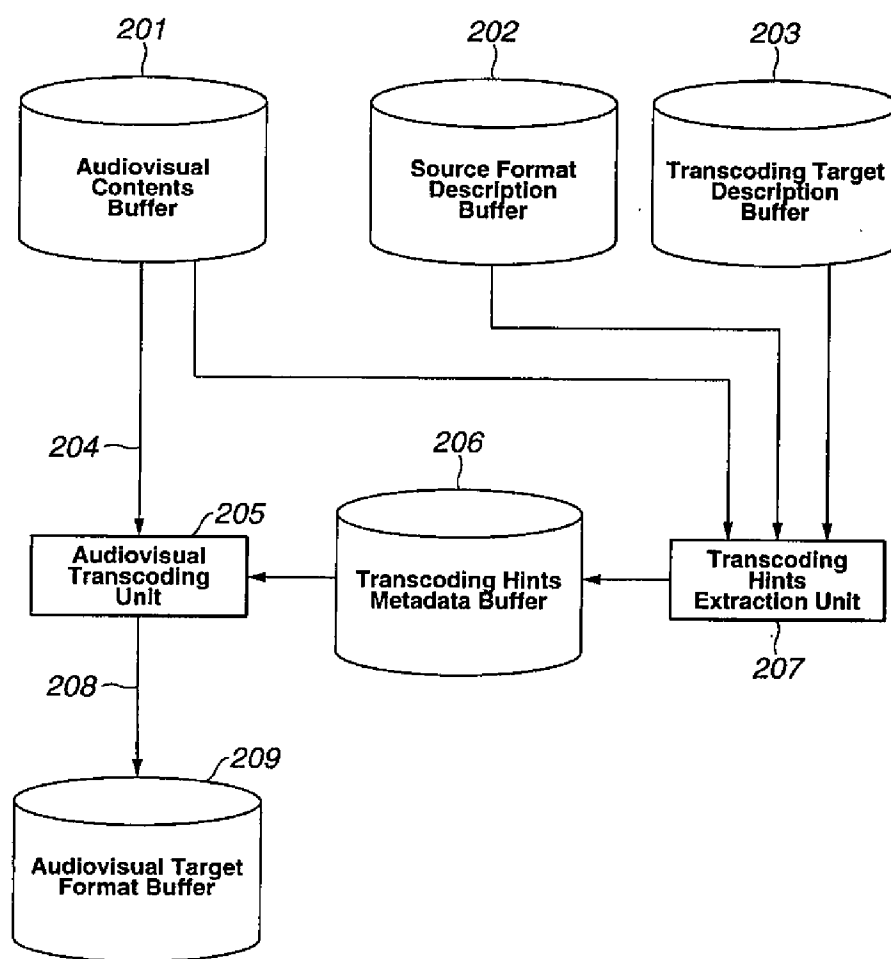 201
202
203
Audiovisual
Contents
Buffer
Source Format
Description
Buffer
Transcoding Target
Description
Buffer
204
205
206
Audiovisual
Transcoding
Unit
Transcoding Hints
Metadata Buffer
Transcoding
Hints
Extraction Unit
207
208
209
Audiovisual Target
Format Buffer